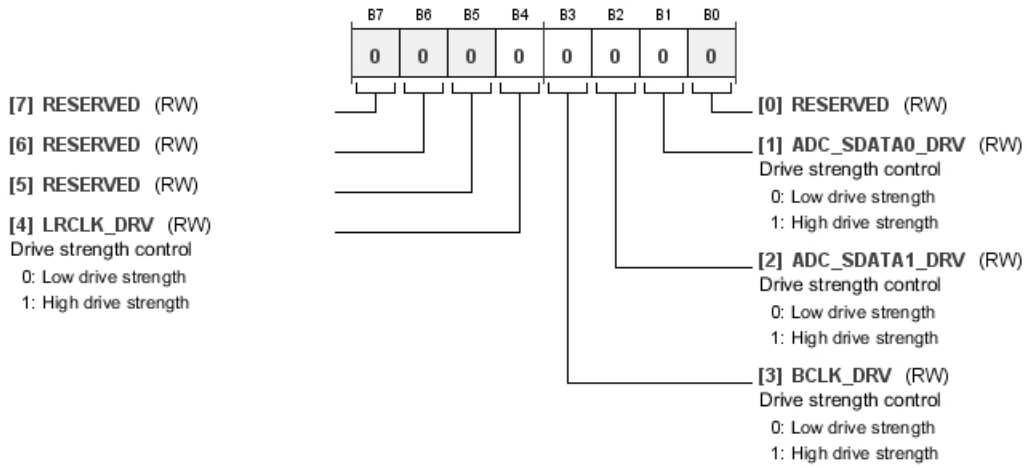 B7 B6 B5 B4 B3 B2 B1 B0
0 0 0 0 0 0 0 0
[7] RESERVED (RW)
[6] RESERVED (RW)
[5] RESERVED (RW)
[4] LRCLK_DRV (RW)
Drive strength control
0: Low drive strength
1: High drive strength
[0] RESERVED (RW)
[1] ADC_SDATA0_DRV (RW)
Drive strength control
0: Low drive strength
1: High drive strength
[2] ADC_SDATA1_DRV (RW)
Drive strength control
0: Low drive strength
1: High drive strength
[3] BCLK_DRV (RW)
Drive strength control
0: Low drive strength
1: High drive strength